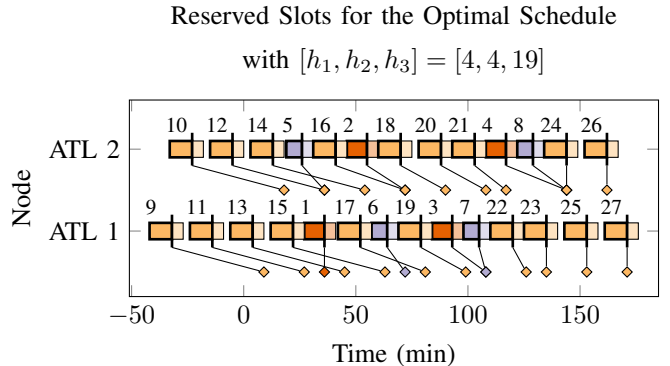 Reserved Slots for the Optimal Schedule
with [h₁, h₂, h₃] = [4, 4, 19]
10 12 14 5 16 2 18 20 21 4 8 24 26
ATL 2
9 11 13 15 1 17 6 19 3 7 22 23 25 27
ATL 1
Node
−50 0 50 100 150
Time (min)